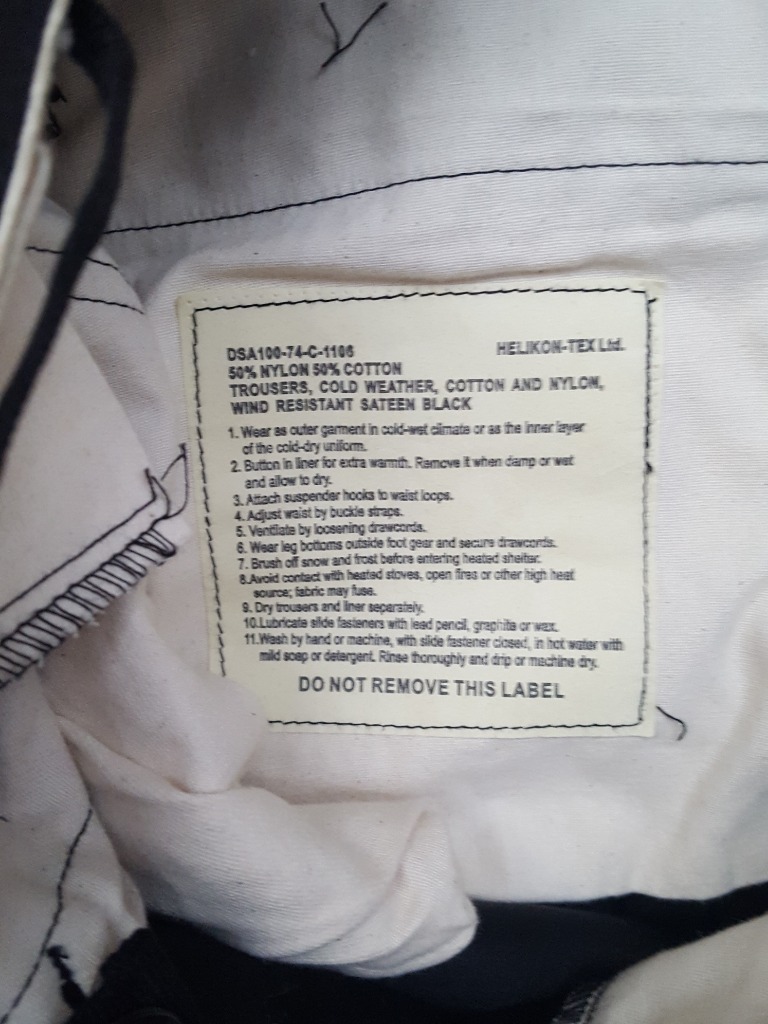 DSA100-74-C-1106 HELIKON-TEX Ltd.
50% NYLON 50% COTTON
TROUSERS, COLD WEATHER, COTTON AND NYLON,
WIND RESISTANT SATEEN BLACK
1. Wear as outer garment in cold-wet climate or as the inner layer
of the cold-dry uniform.
2. Button in liner for extra warmth. Remove it when damp or wet
and allow to dry.
3. Attach suspender hooks to waist loops.
4. Adjust waist by buckle straps.
5. Ventilate by loosening drawcords.
6. Wear leg bottoms outside foot gear and secure drawcords.
7. Brush off snow and frost before entering heated shelter.
8.Avoid contact with heated stoves, open fires or other high heat
source; fabric may fuse.
9. Dry trousers and liner separately.
10.Lubricate slide fasteners with lead pencil, graphite or wax.
11.Wash by hand or machine, with slide fastener closed, in hot water with
mild soap or detergent. Rinse thoroughly and drip or machine dry.
DO NOT REMOVE THIS LABEL